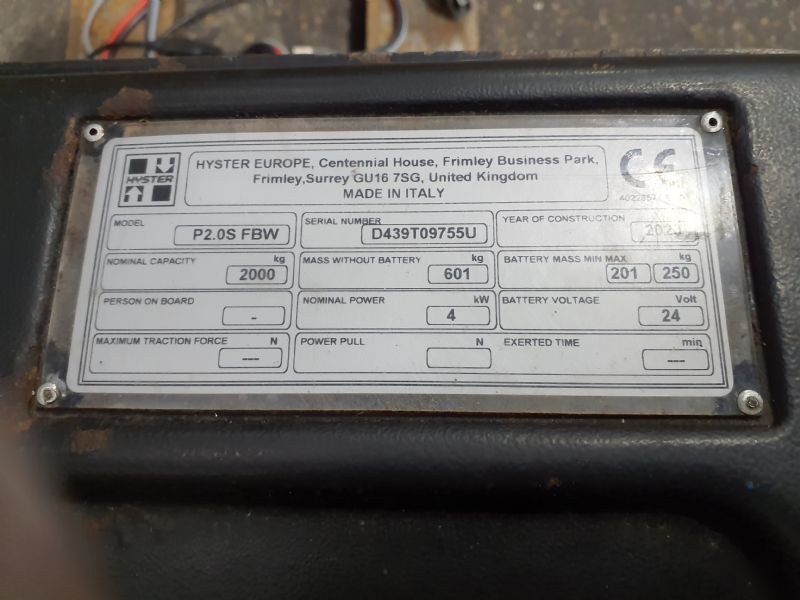 HYSTER
HYSTER EUROPE, Centennial House, Frimley Business Park,
Frimley,Surrey GU16 7SG, United Kingdom
MADE IN ITALY
CE
MODEL P2.0S FBW
SERIAL NUMBER D439T09755U
YEAR OF CONSTRUCTION
NOMINAL CAPACITY kg 2000
MASS WITHOUT BATTERY kg 601
BATTERY MASS MIN MAX kg 201 250
PERSON ON BOARD -
NOMINAL POWER kW 4
BATTERY VOLTAGE Volt 24
MAXIMUM TRACTION FORCE N ---
POWER PULL N
EXERTED TIME min ---